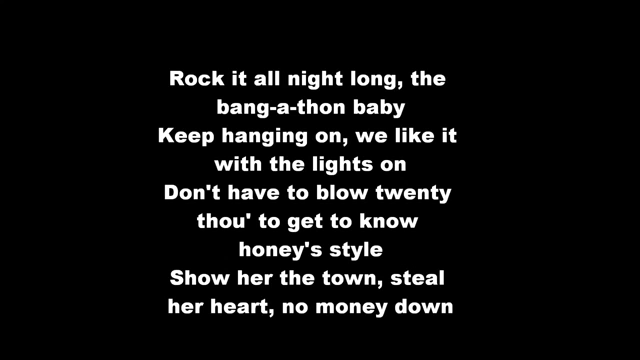 Rock it all night long, the
bang-a-thon baby
Keep hanging on, we like it
with the lights on
Don't have to blow twenty
thou' to get to know
honey's style
Show her the town, steal
her heart, no money down